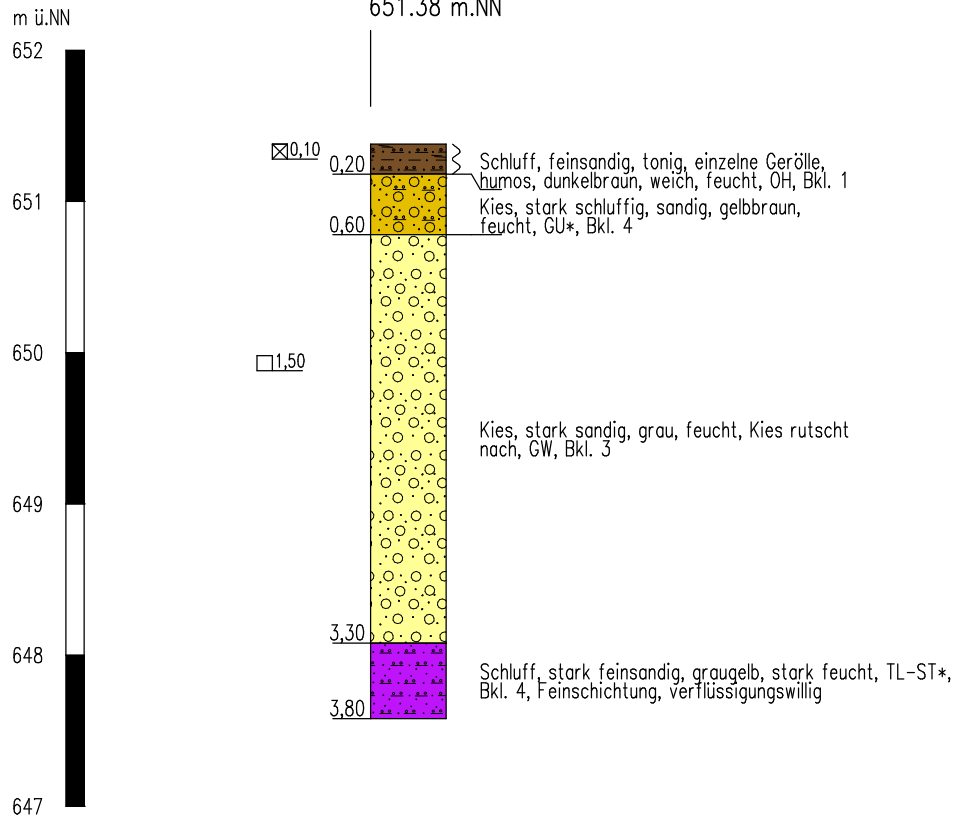 651.38 m.NN
m ü.NN
652
0,10
0,20
Schluff, feinsandig, tonig, einzelne Gerölle,
humos, dunkelbraun, weich, feucht, OH, Bkl. 1
651
Kies, stark schluffig, sandig, gelbbraun,
feucht, GU*, Bkl. 4
0,60
650
1,50
Kies, stark sandig, grau, feucht, Kies rutscht
nach, GW, Bkl. 3
649
3,30
648
Schluff, stark feinsandig, graugelb, stark feucht, TL-ST*,
Bkl. 4, Feinschichtung, verflüssigungswillig
3,80
647